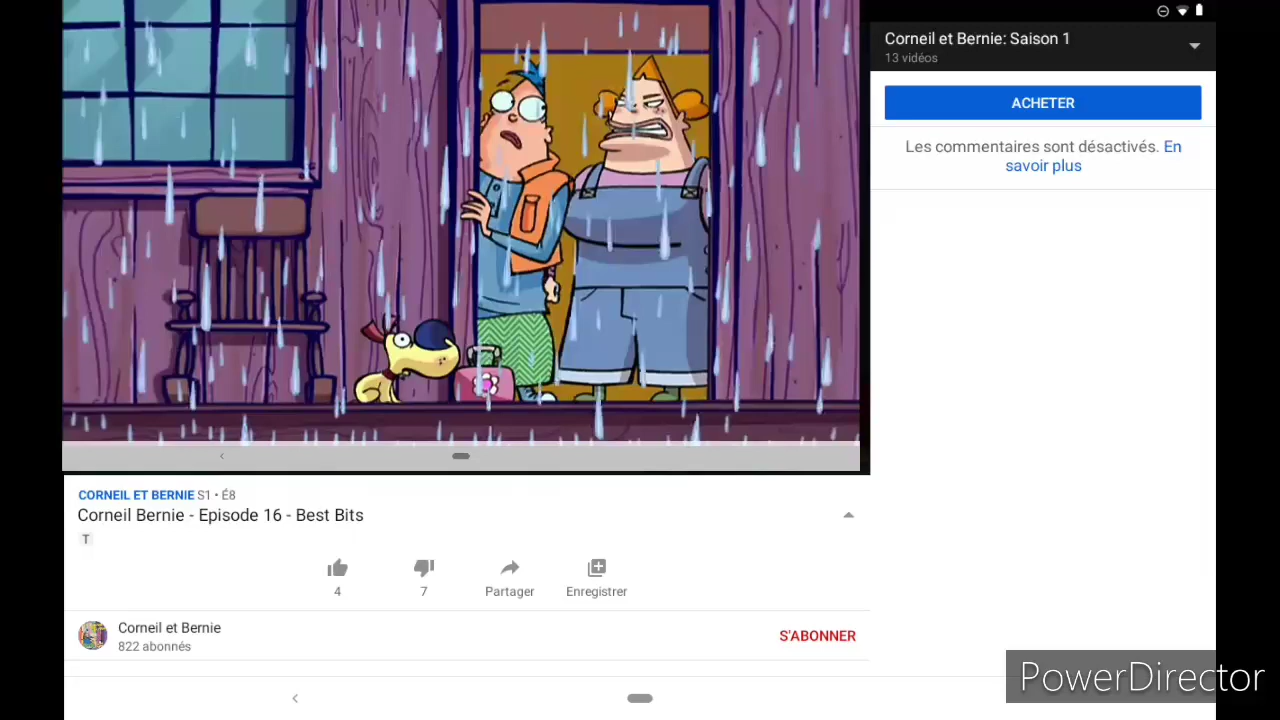 Corneil et Bernie: Saison 1
13 vidéos
ACHETER
Les commentaires sont désactivés. En
savoir plus
CORNEIL ET BERNIE S1 • É8
Corneil Bernie - Episode 16 - Best Bits
T
4
7
Partager
Enregistrer
Corneil et Bernie
822 abonnés
S'ABONNER
PowerDirector